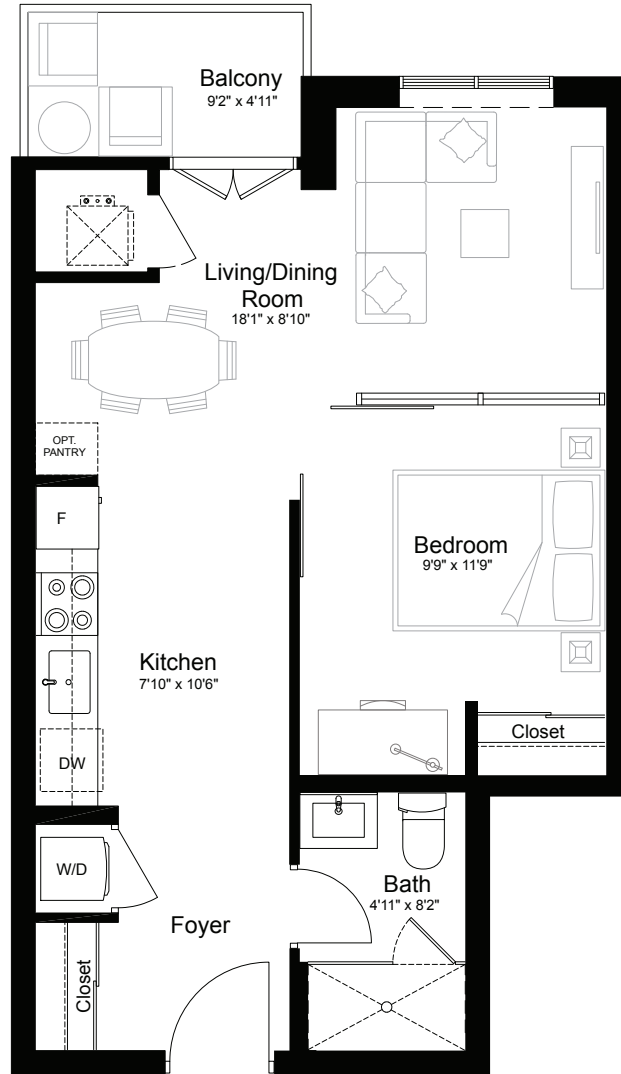 Balcony
9'2" x 4'11"
Living/Dining
Room
18'1" x 8'10"
OPT.
PANTRY
F
Bedroom
9'9" x 11'9"
Kitchen
7'10" x 10'6"
Closet
DW
W/D
Bath
4'11" x 8'2"
Foyer
Closet